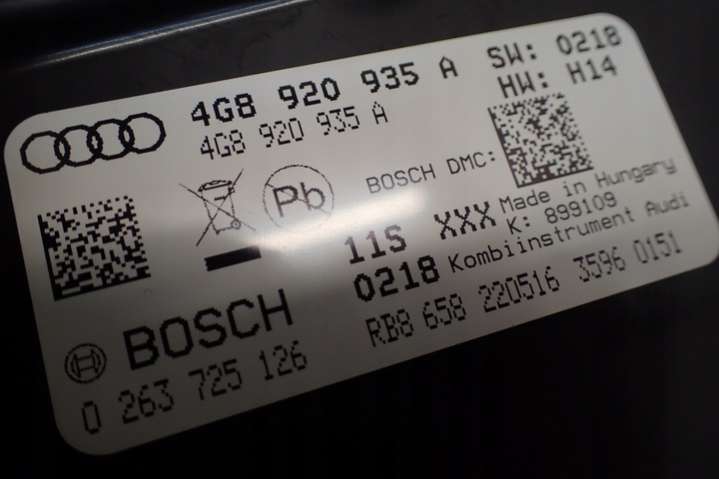 4G8 920 935 A
4G8 920 935 A
SW: 0218
HW: H14
Pb
BOSCH DMC:
11S XXX
0218
Made in Hungary
K: 899109
Kombiinstrument Audi
BOSCH
0 263 725 126
RB8 658 220516 3596 0151